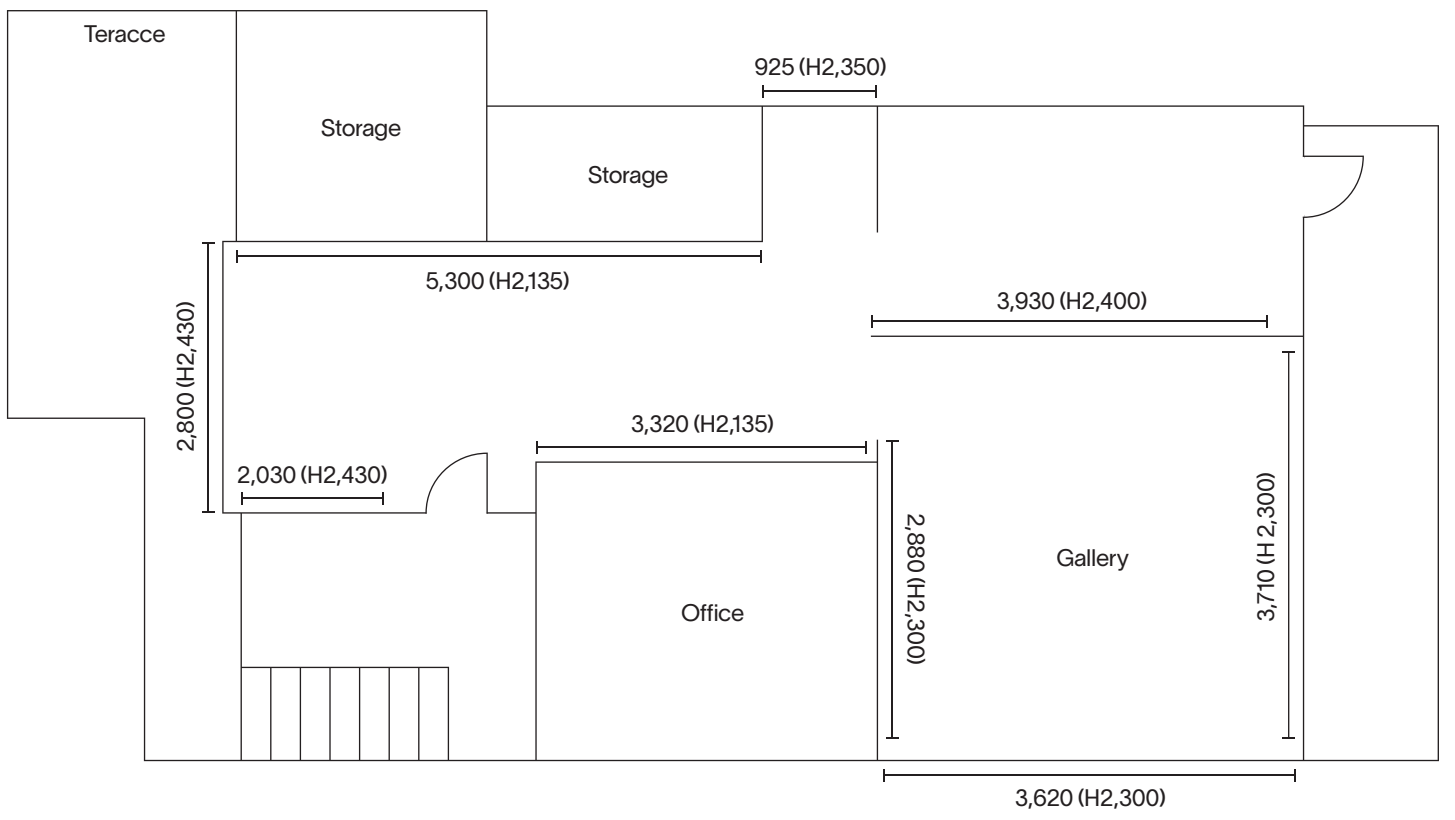 Teracce
925 (H2,350)
Storage
Storage
5,300 (H2,135)
3,930 (H2,400)
2,800 (H2,430)
3,320 (H2,135)
2,030 (H2,430)
2,880 (H2,300)
Gallery
3,710 (H 2,300)
Office
3,620 (H2,300)